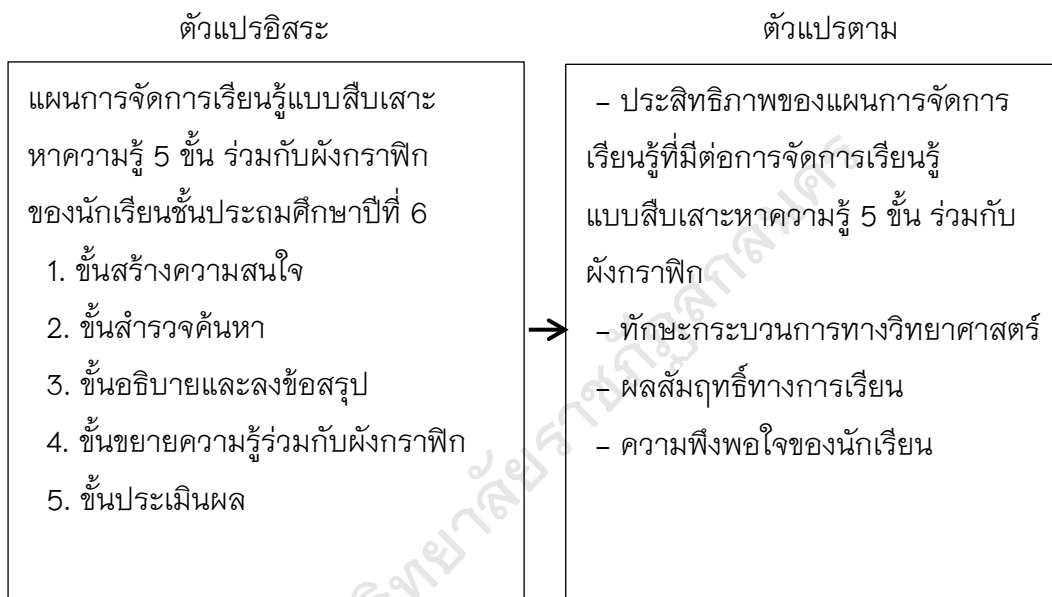 ตัวแปรอิสระ
แผนการจัดการเรียนรู้แบบสืบเสาะ
หาความรู้ 5 ขั้น ร่วมกับผังกราฟิก
ของนักเรียนชั้นประถมศึกษาปีที่ 6
1. ขั้นสร้างความสนใจ
2. ขั้นสำรวจค้นหา
3. ขั้นอธิบายและลงข้อสรุป
4. ขั้นขยายความรู้ร่วมกับผังกราฟิก
5. ขั้นประเมินผล
ตัวแปรตาม
– ประสิทธิภาพของแผนการจัดการ
เรียนรู้ที่มีต่อการจัดการเรียนรู้
แบบสืบเสาะหาความรู้ 5 ขั้น ร่วมกับ
ผังกราฟิก
– ทักษะกระบวนการทางวิทยาศาสตร์
– ผลสัมฤทธิ์ทางการเรียน
– ความพึงพอใจของนักเรียน